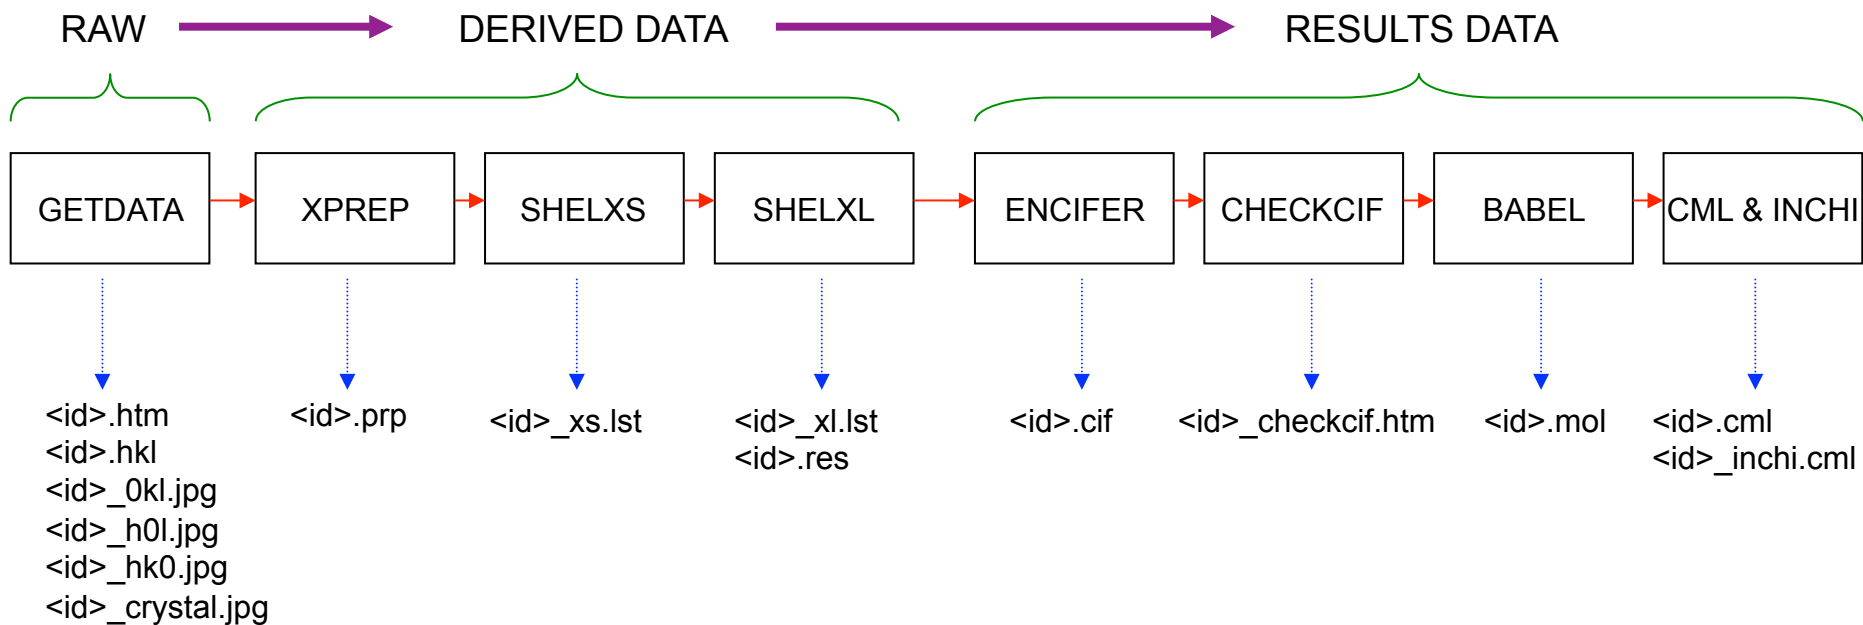 RAW
DERIVED DATA
RESULTS DATA
GETDATA
XPREP
SHELXS
SHELXL
ENCIFER
CHECKCIF
BABEL
CML & INCHI
<id>.htm
<id>.hkl
<id>_0kl.jpg
<id>_h0l.jpg
<id>_hk0.jpg
<id>_crystal.jpg
<id>.prp
<id>_xs.lst
<id>_xl.lst
<id>.res
<id>.cif
<id>_checkcif.htm
<id>.mol
<id>.cml
<id>_inchi.cml